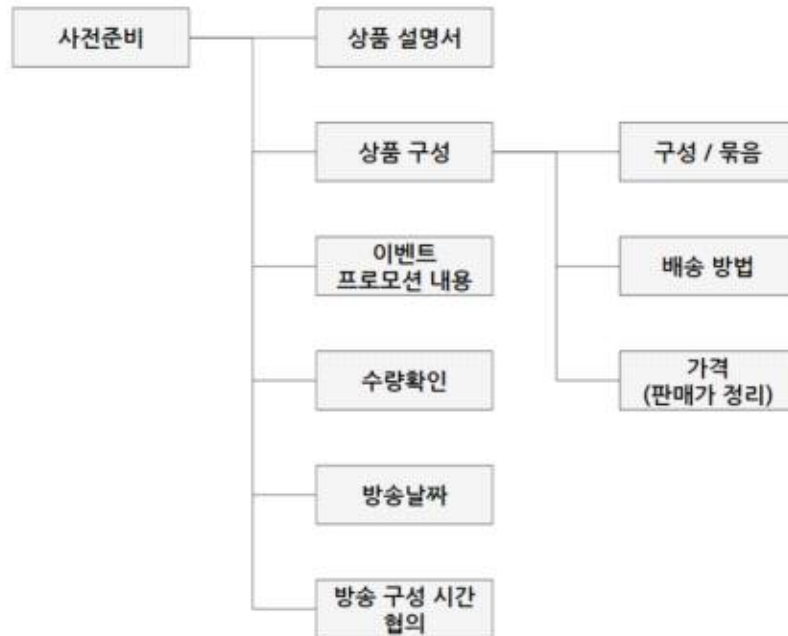 사전준비
상품 설명서
상품 구성
구성 / 묶음
이벤트
프로모션 내용
배송 방법
수량확인
가격
(판매가 정리)
방송날짜
방송 구성 시간
협의